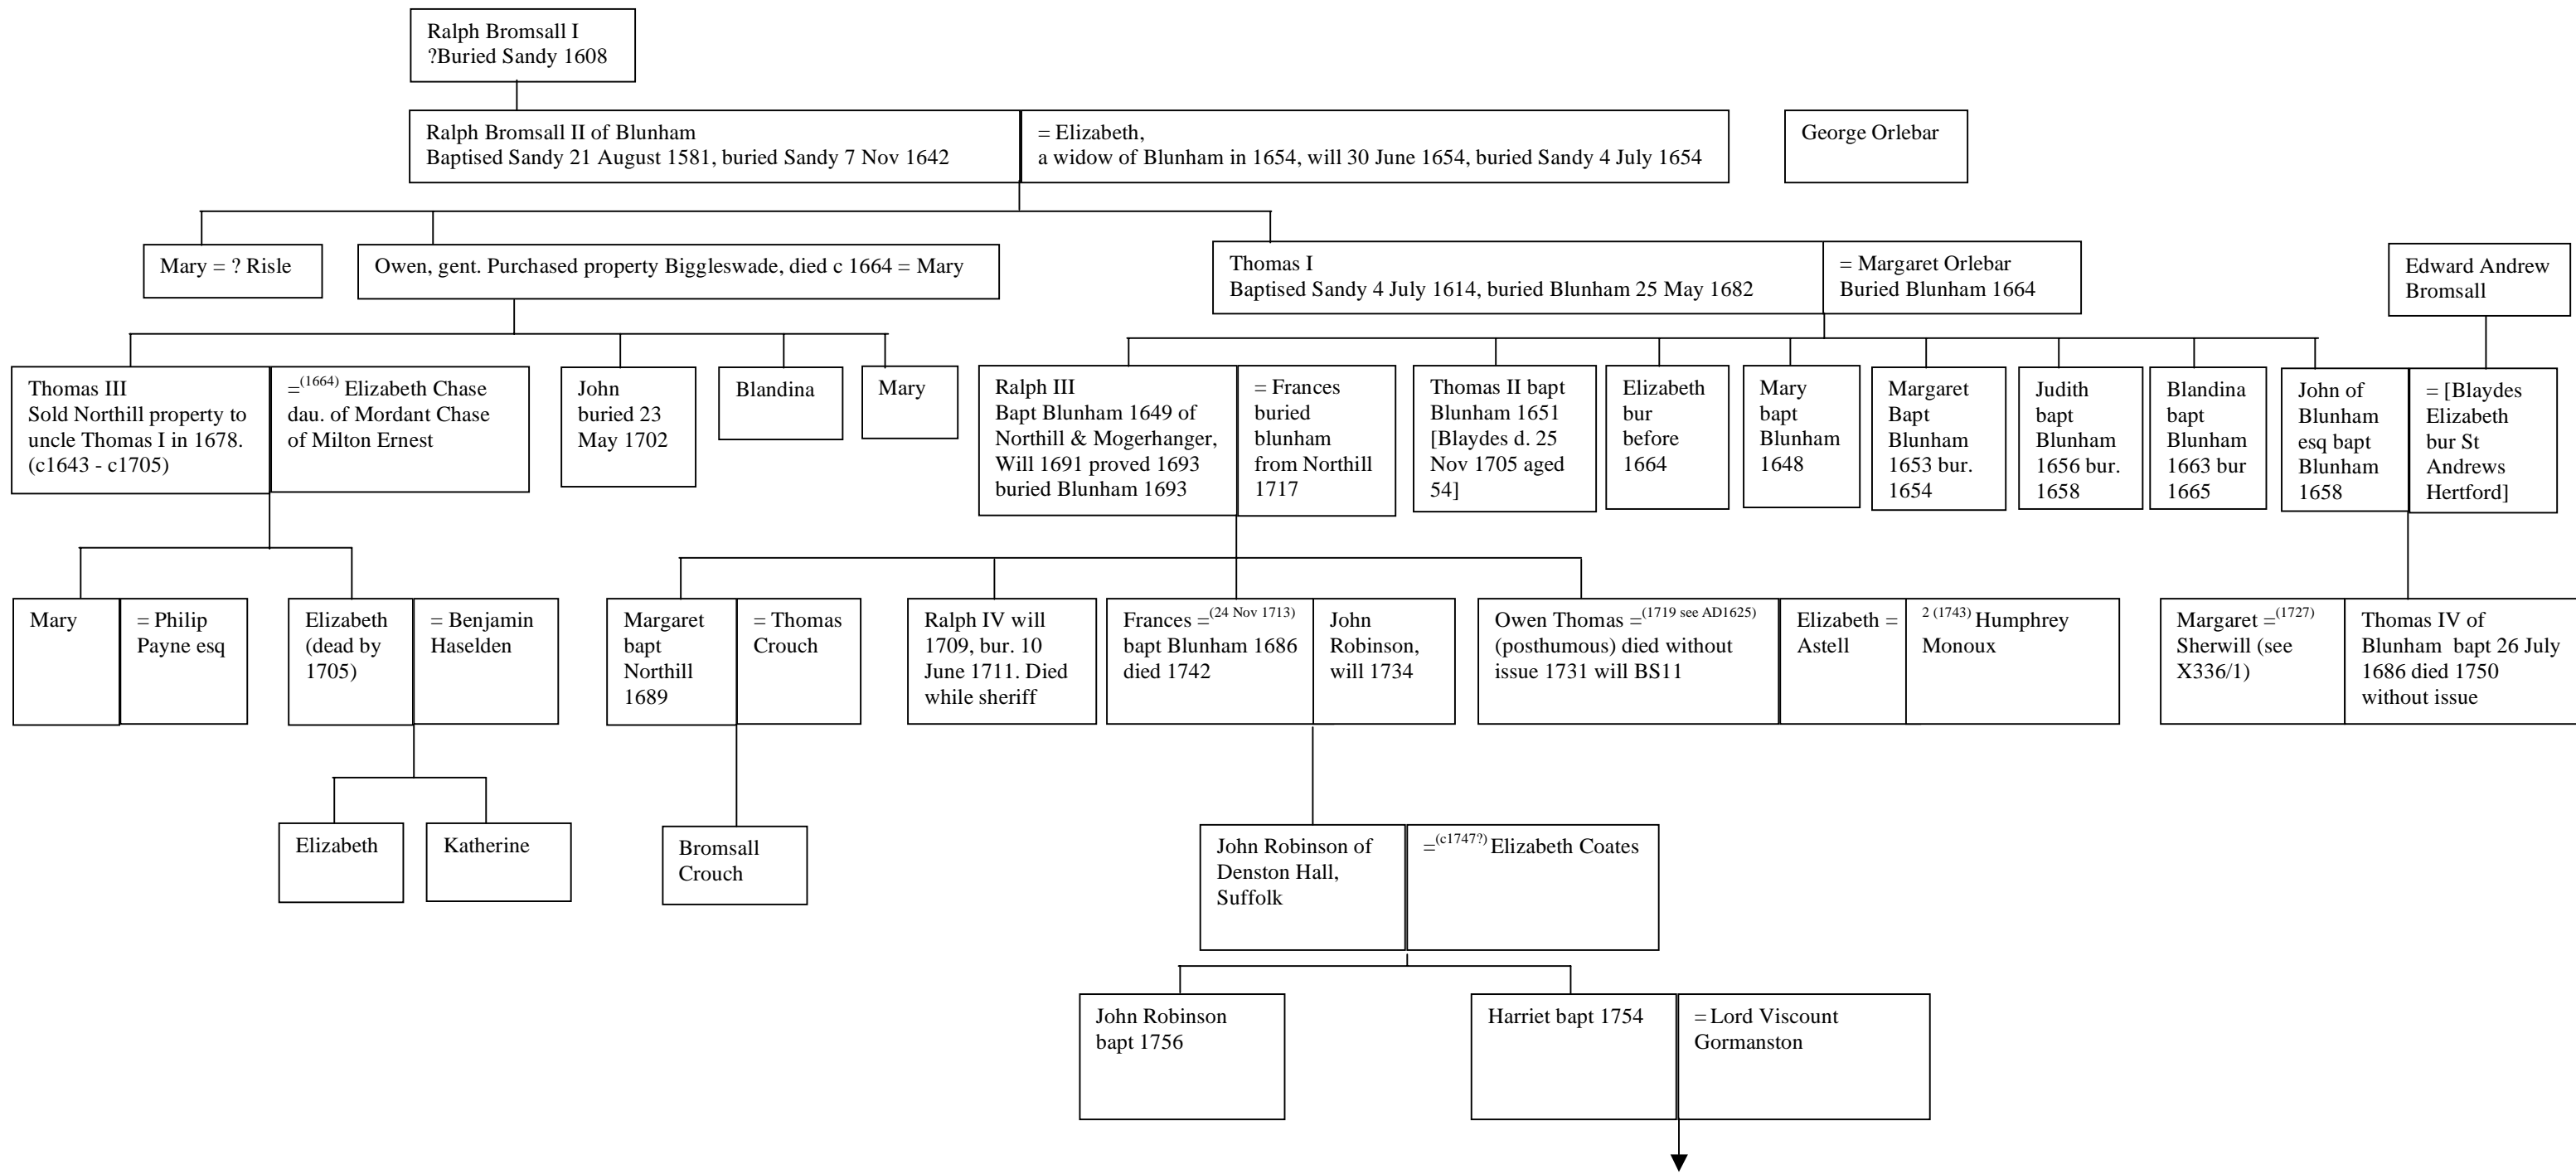 Ralph Bromsall I
?Buried Sandy 1608
Ralph Bromsall II of Blunham
Baptised Sandy 21 August 1581, buried Sandy 7 Nov 1642
= Elizabeth,
a widow of Blunham in 1654, will 30 June 1654, buried Sandy 4 July 1654
George Orlebar
Mary = ? Risle
Owen, gent. Purchased property Biggleswade, died c 1664 = Mary
Thomas I
Baptised Sandy 4 July 1614, buried Blunham 25 May 1682
= Margaret Orlebar
Buried Blunham 1664
Edward Andrew
Bromsall
Thomas III
Sold Northill property to
uncle Thomas I in 1678.
(c1643 - c1705)
=(1664) Elizabeth Chase
dau. of Mordant Chase
of Milton Ernest
John
buried 23
May 1702
Blandina
Mary
Ralph III
Bapt Blunham 1649 of
Northill & Mogerhanger,
Will 1691 proved 1693
buried Blunham 1693
= Frances
buried
blunham
from Northill
1717
Thomas II bapt
Blunham 1651
[Blaydes d. 25
Nov 1705 aged
54]
Elizabeth
bur
before
1664
Mary
bapt
Blunham
1648
Margaret
Bapt
Blunham
1653 bur.
1654
Judith
bapt
Blunham
1656 bur.
1658
Blandina
bapt
Blunham
1663 bur
1665
John of
Blunham
esq bapt
Blunham
1658
= [Blaydes
Elizabeth
bur St
Andrews
Hertford]
Mary
= Philip
Payne esq
Elizabeth
(dead by
1705)
= Benjamin
Haselden
Margaret
bapt
Northill
1689
= Thomas
Crouch
Ralph IV will
1709, bur. 10
June 1711. Died
while sheriff
Frances =(24 Nov 1713)
bapt Blunham 1686
died 1742
John
Robinson,
will 1734
Owen Thomas =(1719 see AD1625)
(posthumous) died without
issue 1731 will BS11
Elizabeth =
Astell
2 (1743) Humphrey
Monoux
Margaret =(1727)
Sherwill (see
X336/1)
Thomas IV of
Blunham bapt 26 July
1686 died 1750
without issue
Elizabeth
Katherine
Bromsall
Crouch
John Robinson of
Denston Hall,
Suffolk
=(c1747?) Elizabeth Coates
John Robinson
bapt 1756
Harriet bapt 1754
= Lord Viscount
Gormanston